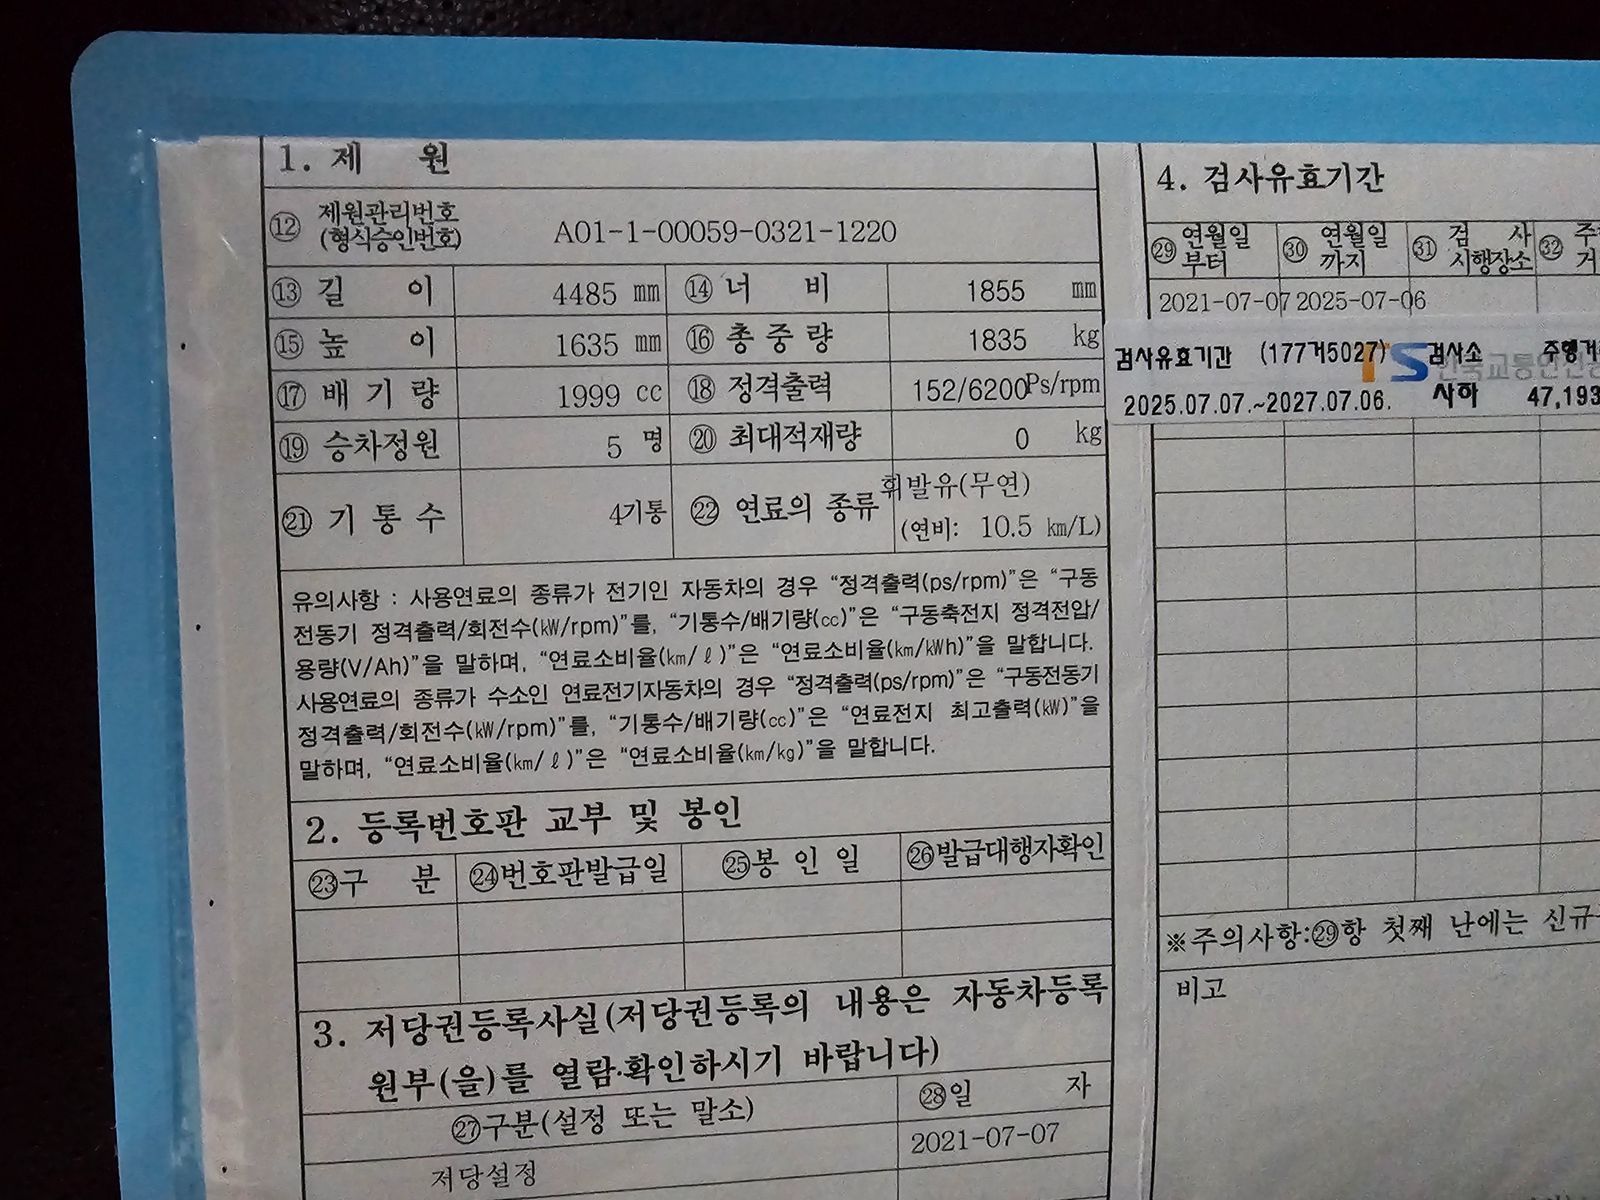 1. 제 원
⑫ 제원관리번호
(형식승인번호)
A01-1-00059-0321-1220
⑬ 길 이 4485 mm ⑭ 너 비 1855 mm
⑮ 높 이 1635 mm ⑯ 총 중 량 1835 kg
⑰ 배 기 량 1999 cc ⑱ 정격출력 152/6200Ps/rpm
⑲ 승차정원 5 명 ⑳ 최대적재량 0 kg
㉑ 기 통 수 4기통 ㉒ 연료의 종류 휘발유(무연)
(연비: 10.5 km/L)
유의사항 : 사용연료의 종류가 전기인 자동차의 경우 “정격출력(ps/rpm)”은 “구동
전동기 정격출력/회전수(kW/rpm)”를, “기통수/배기량(cc)”은 “구동축전지 정격전압/
용량(V/Ah)”을 말하며, “연료소비율(km/ℓ)”은 “연료소비율(km/kWh)”을 말합니다.
사용연료의 종류가 수소인 연료전기자동차의 경우 “정격출력(ps/rpm)”은 “구동전동기
정격출력/회전수(kW/rpm)”를, “기통수/배기량(cc)”은 “연료전지 최고출력(kW)”을
말하며, “연료소비율(km/ℓ)”은 “연료소비율(km/kg)”을 말합니다.
2. 등록번호판 교부 및 봉인
㉓구 분 ㉔번호판발급일 ㉕봉 인 일 ㉖발급대행자확인
3. 저당권등록사실(저당권등록의 내용은 자동차등록
원부(을)를 열람·확인하시기 바랍니다)
㉗구분(설정 또는 말소) ㉘일 자
저당설정 2021-07-07
4. 검사유효기간
㉙ 연월일
부터
㉚ 연월일
까지
㉛ 검 사
시행장소
㉜
2021-07-07 2025-07-06
검사유효기간 (177거5027) TS 검사소
2025.07.07.~2027.07.06. 사하 47,193
※주의사항:㉙항 첫째 난에는 신규
비고